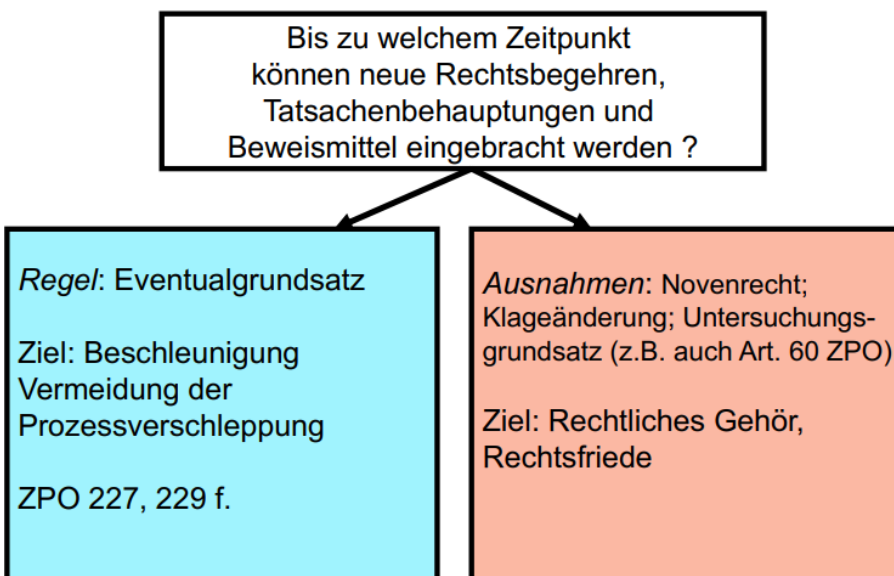 Bis zu welchem Zeitpunkt
können neue Rechtsbegehren,
Tatsachenbehauptungen und
Beweismittel eingebracht werden ?
Regel: Eventualgrundsatz
Ziel: Beschleunigung
Vermeidung der
Prozessverschleppung
ZPO 227, 229 f.
Ausnahmen: Novenrecht;
Klageänderung; Untersuchungs-
grundsatz (z.B. auch Art. 60 ZPO)
Ziel: Rechtliches Gehör,
Rechtsfriede